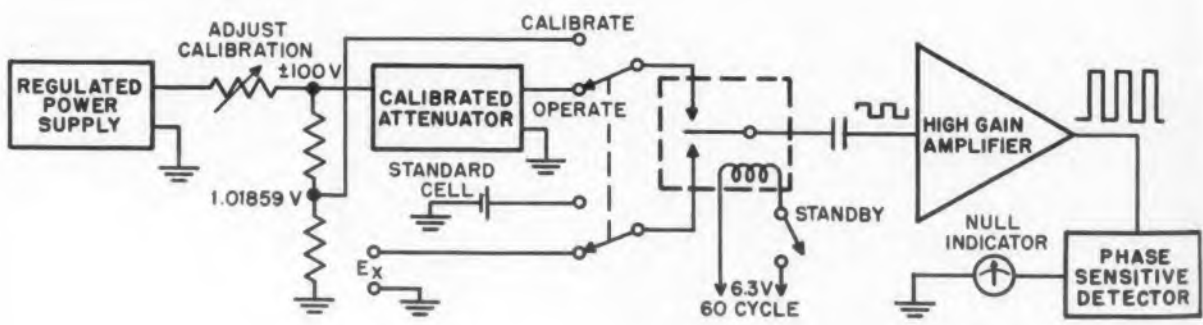 REGULATED
POWER
SUPPLY
ADJUST
CALIBRATION
±100 V
1.01859 V
CALIBRATED
ATTENUATOR
CALIBRATE
OPERATE
STANDARD
CELL
Ex
STANDBY
6.3V
60 CYCLE
HIGH GAIN
AMPLIFIER
NULL
INDICATOR
PHASE
SENSITIVE
DETECTOR